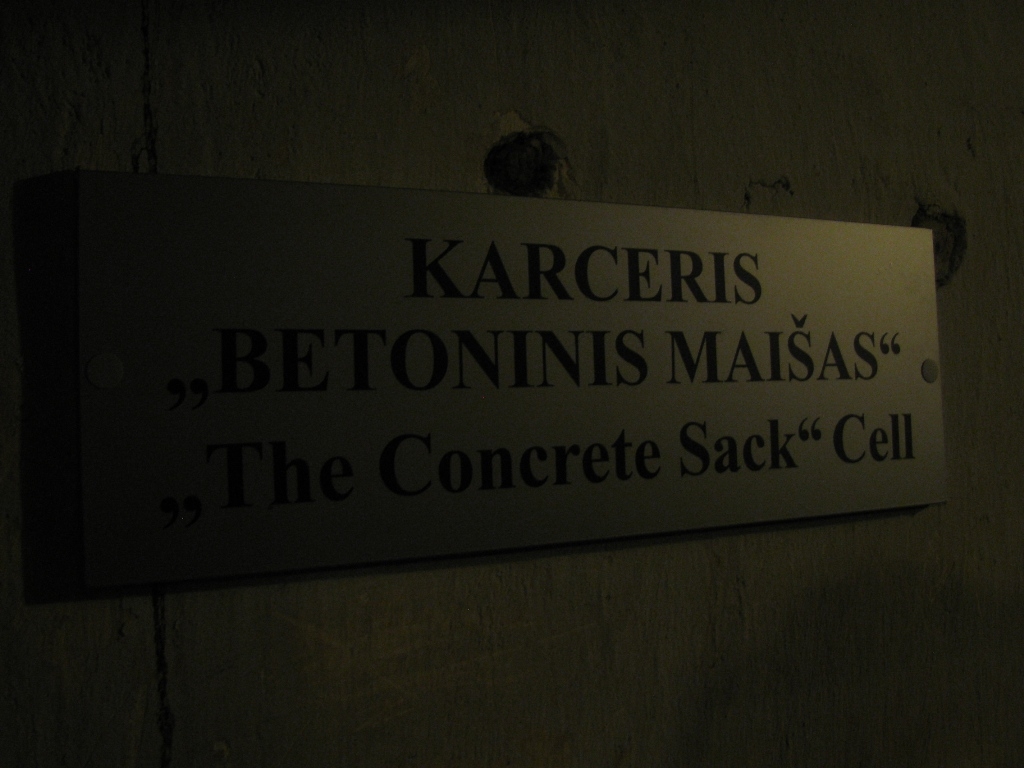 KARCERIS
„BETONINIS MAIŠAS“
„The Concrete Sack“ Cell